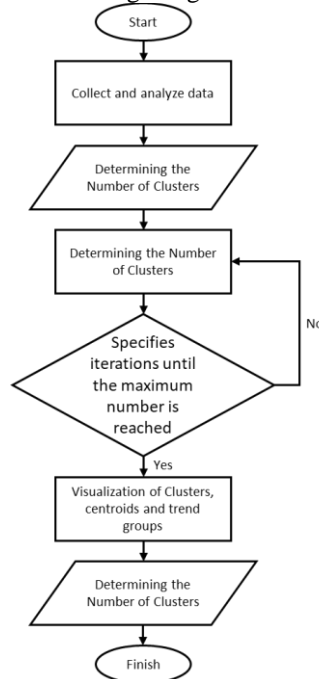 Start
Collect and analyze data
Determining the
Number of Clusters
Determining the Number
of Clusters
Specifies
iterations until
the maximum
number is
reached
No
Yes
Visualization of Clusters,
centroids and trend
groups
Determining the
Number of Clusters
Finish